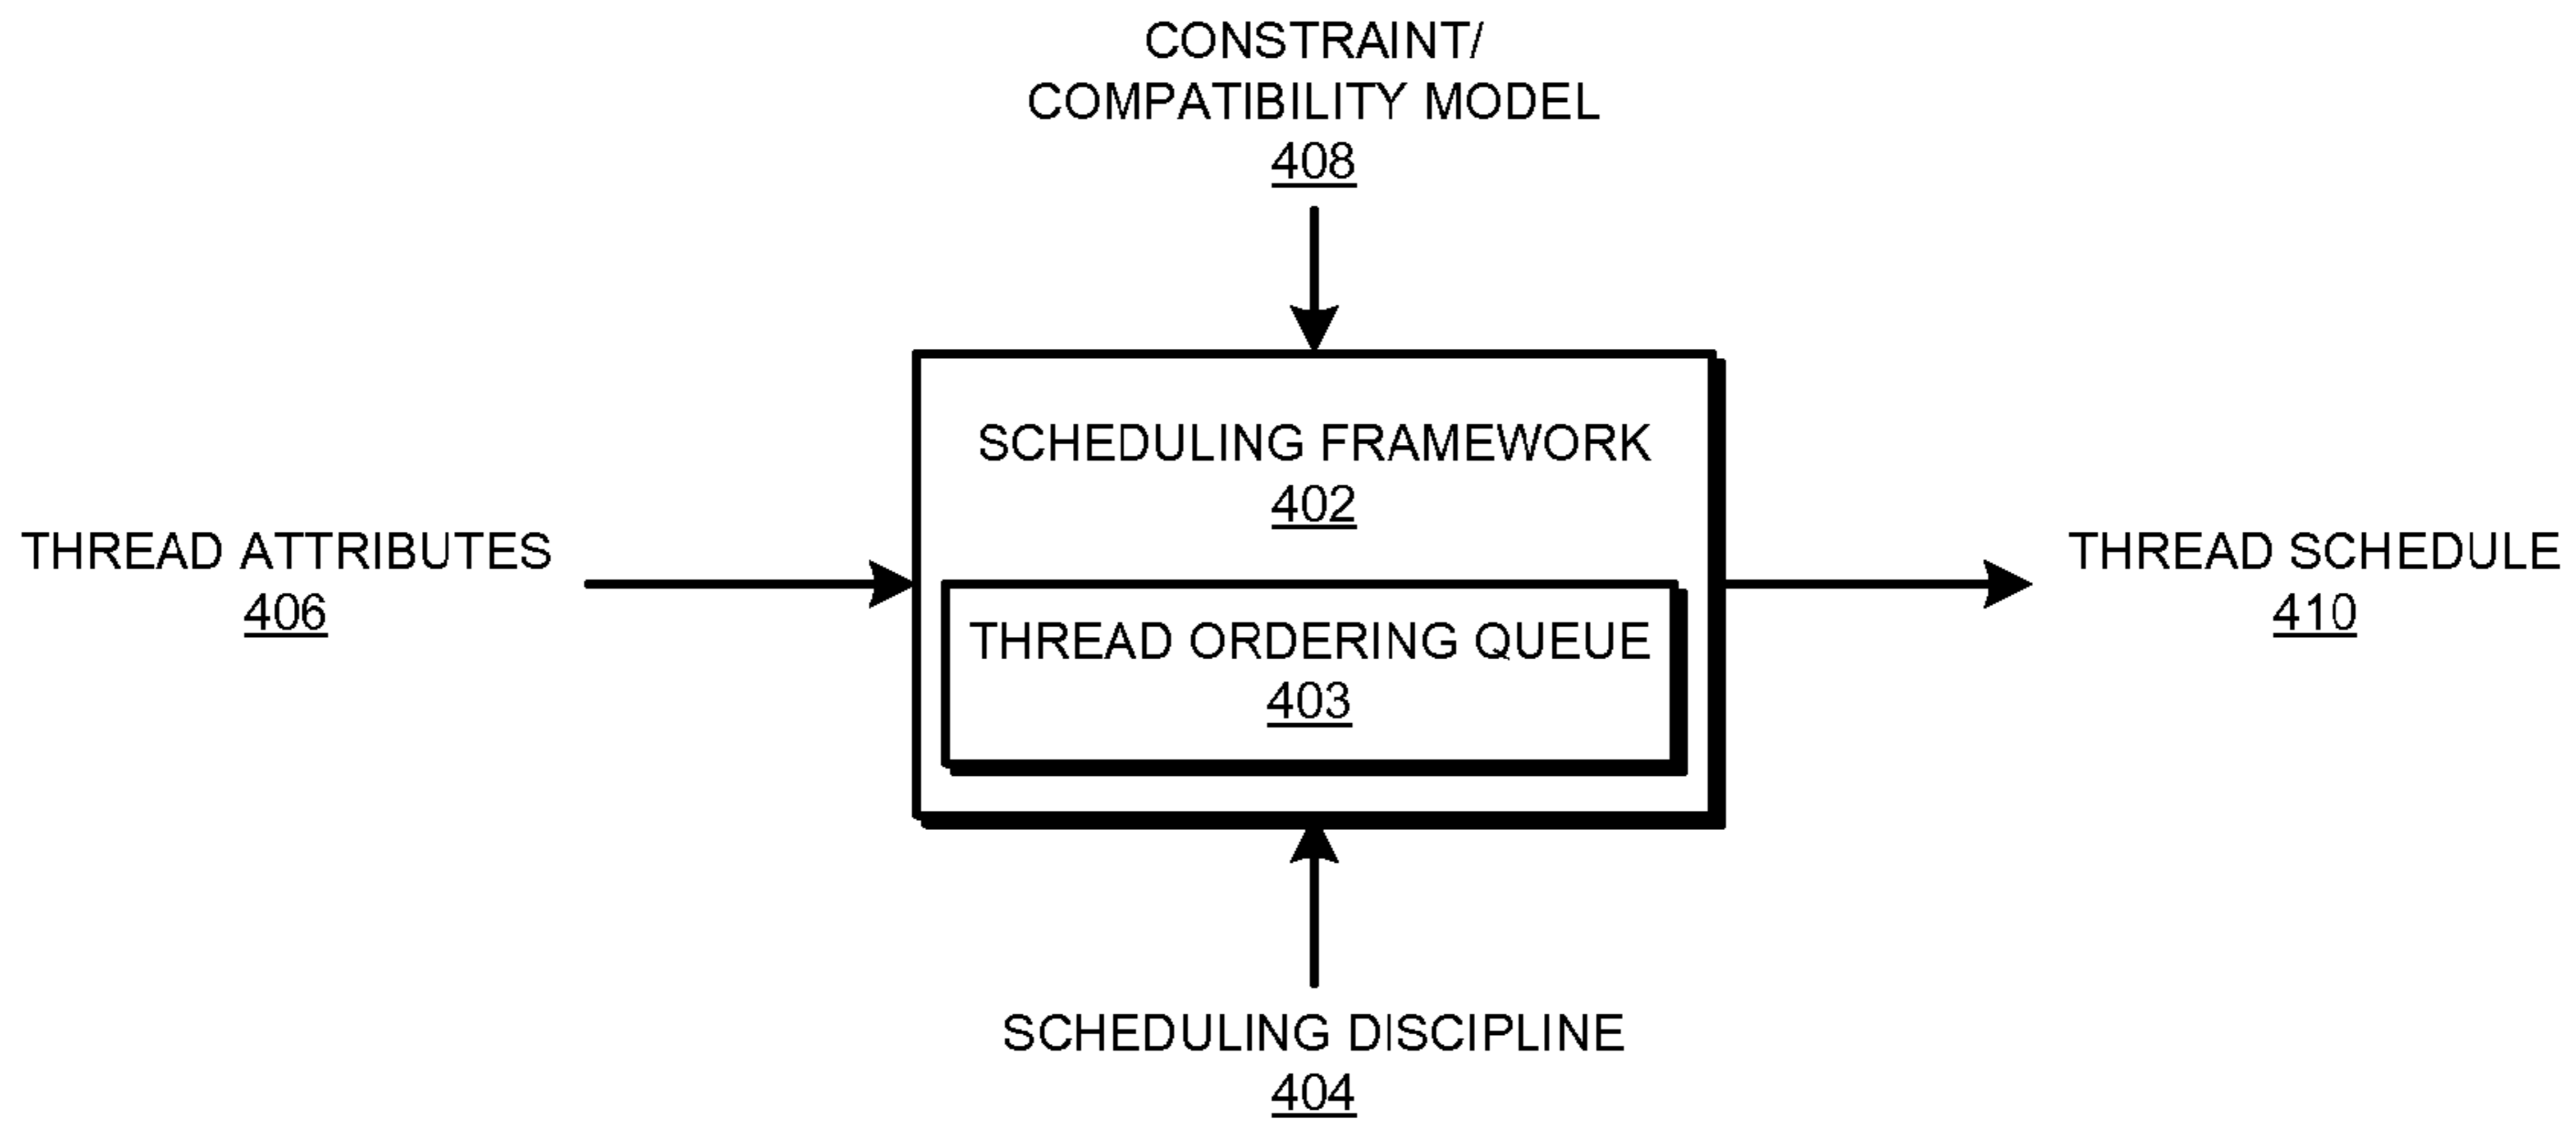 CONSTRAINT/
COMPATIBILITY MODEL
408
SCHEDULING FRAMEWORK
402
THREAD ATTRIBUTES
406
THREAD SCHEDULE
410
THREAD ORDERING QUEUE
403
SCHEDULING DISCIPLINE
404